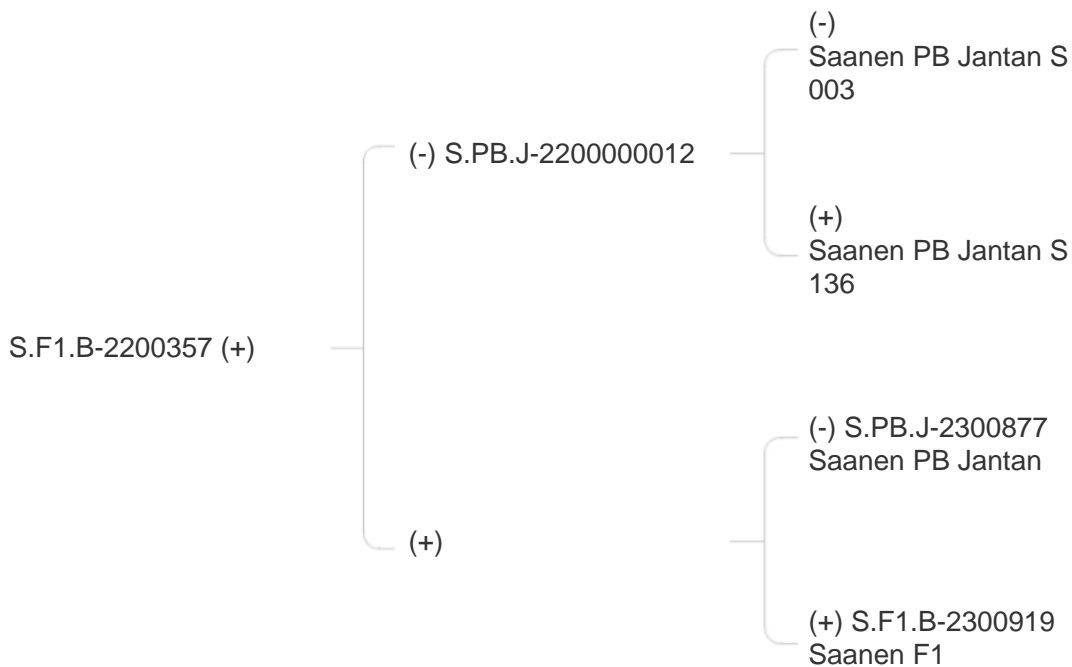 (-)
Saanen PB Jantan S
003
(-) S.PB.J-2200000012
(+)
Saanen PB Jantan S
136
S.F1.B-2200357 (+)
(-) S.PB.J-2300877
Saanen PB Jantan
(+)
(+) S.F1.B-2300919
Saanen F1